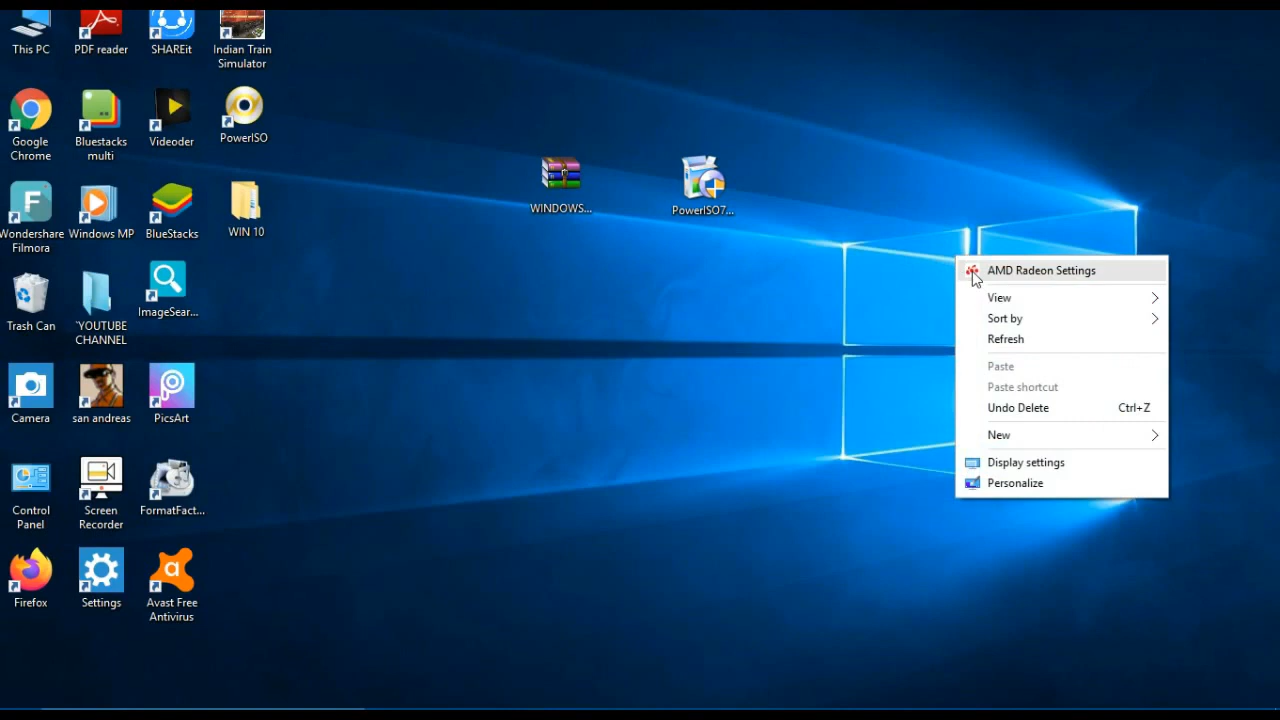 This PC
PDF reader
SHAREit
Indian Train
Simulator
Google
Chrome
Bluestacks
multi
Videoder
PowerISO
WINDOWS...
PowerISO7...
Wondershare
Filmora
Windows MP
BlueStacks
WIN 10
Trash Can
`YOUTUBE
CHANNEL
ImageSear...
Camera
san andreas
PicsArt
Control
Panel
Screen
Recorder
FormatFact...
Firefox
Settings
Avast Free
Antivirus
AMD Radeon Settings
View
Sort by
Refresh
Paste
Paste shortcut
Undo Delete Ctrl+Z
New
Display settings
Personalize